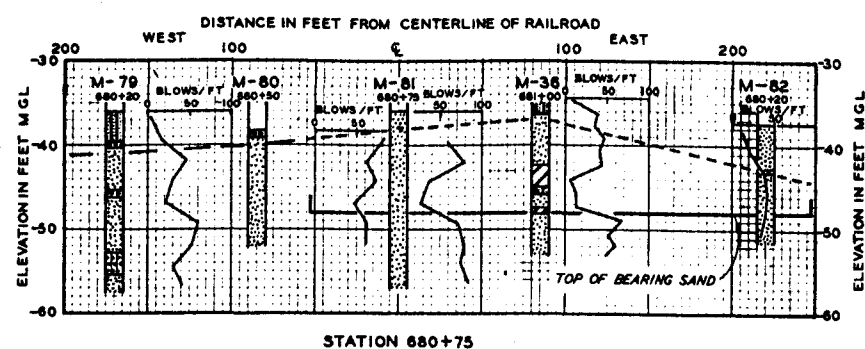 DISTANCE IN FEET FROM CENTERLINE OF RAILROAD
WEST EAST
200 100 ℄ 100 200
-30 -30
M-79 M-80 M-81 M-36 M-82
680+20 680+50 680+75 681+00 680+20
BLOWS/FT BLOWS/FT BLOWS/FT BLOWS/FT BLOWS/FT
0 50 100 0 50 0 50 100 0 50 100 0 50
-40 -40
-50 -50
-60 -60
ELEVATION IN FEET MGL
ELEVATION IN FEET MGL
TOP OF BEARING SAND
STATION 680+75